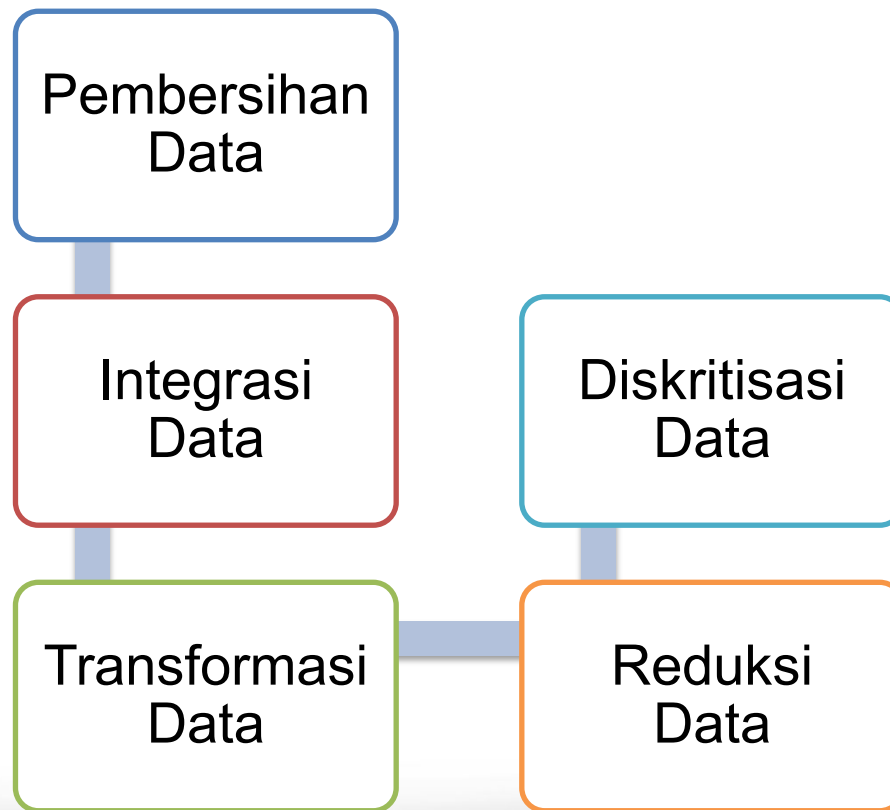 Pembersihan
Data
Integrasi
Data
Transformasi
Data
Reduksi
Data
Diskritisasi
Data